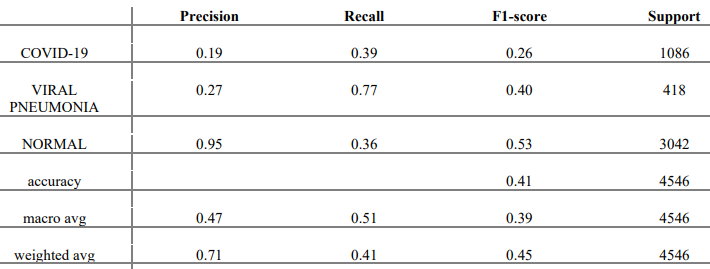 Precision Recall F1-score Support
COVID-19 0.19 0.39 0.26 1086
VIRAL
PNEUMONIA 0.27 0.77 0.40 418
NORMAL 0.95 0.36 0.53 3042
accuracy 0.41 4546
macro avg 0.47 0.51 0.39 4546
weighted avg 0.71 0.41 0.45 4546